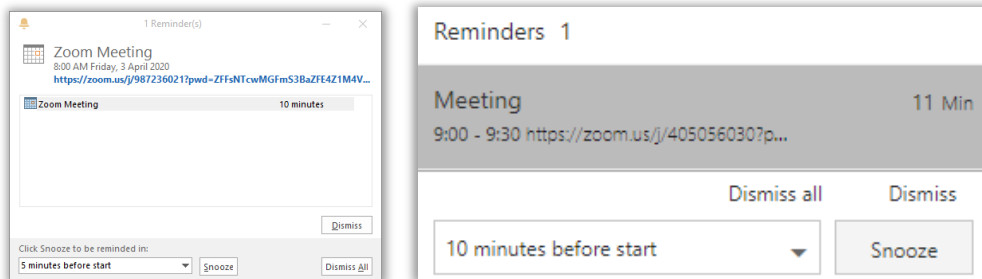 1 Reminder(s)
Zoom Meeting
8:00 AM Friday, 3 April 2020
https://zoom.us/j/987236021?pwd=ZFFsNTcwMGFmS3BaZFE4Z1M4V...
Zoom Meeting 10 minutes
Dismiss
Click Snooze to be reminded in:
5 minutes before start Snooze Dismiss All
Reminders 1
Meeting 11 Min
9:00 - 9:30 https://zoom.us/j/405056030?p...
Dismiss all Dismiss
10 minutes before start Snooze